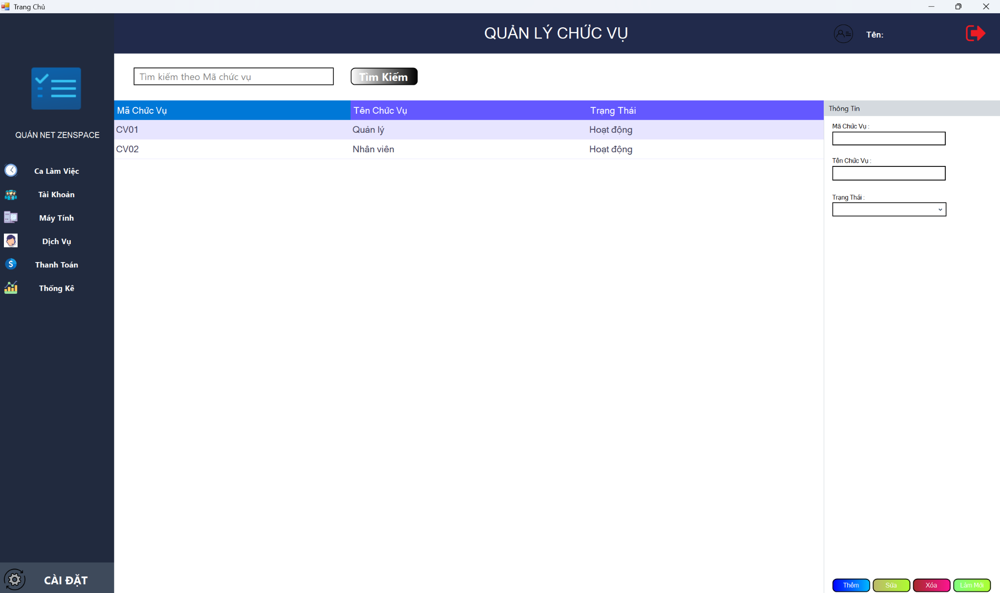 Trang Chủ
QUẢN LÝ CHỨC VỤ
Tên:
Tìm kiếm theo Mã chức vụ
Tìm Kiếm
QUÁN NET ZENSPACE
Ca Làm Việc
Tài Khoản
Máy Tính
Dịch Vụ
Thanh Toán
Thống Kê
CÀI ĐẶT
Mã Chức Vụ Tên Chức Vụ Trạng Thái
CV01 Quản lý Hoạt động
CV02 Nhân viên Hoạt động
Thông Tin
Mã Chức Vụ :
Tên Chức Vụ :
Trạng Thái :
Thêm Sửa Xóa Làm Mới